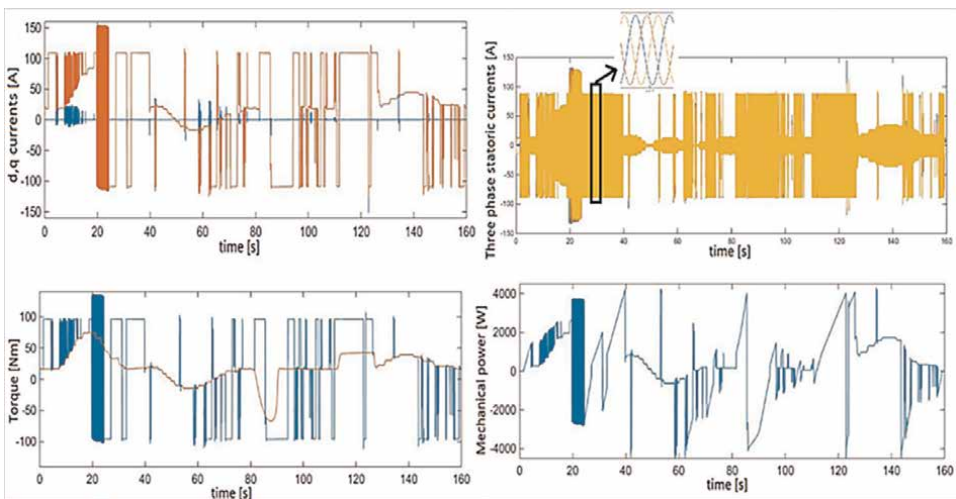 d,q currents [A]
150
100
50
0
-50
-100
-150
0 20 40 60 80 100 120 140 160
time [s]
Three phase statoric currents [A]
150
100
50
0
-50
-100
-150
0 20 40 60 80 100 120 140 160
time [s]
Torque [Nm]
100
50
0
-50
-100
0 20 40 60 80 100 120 140 160
time [s]
Mechanical power [W]
4000
2000
0
-2000
-4000
0 20 40 60 80 100 120 140 160
time [s]